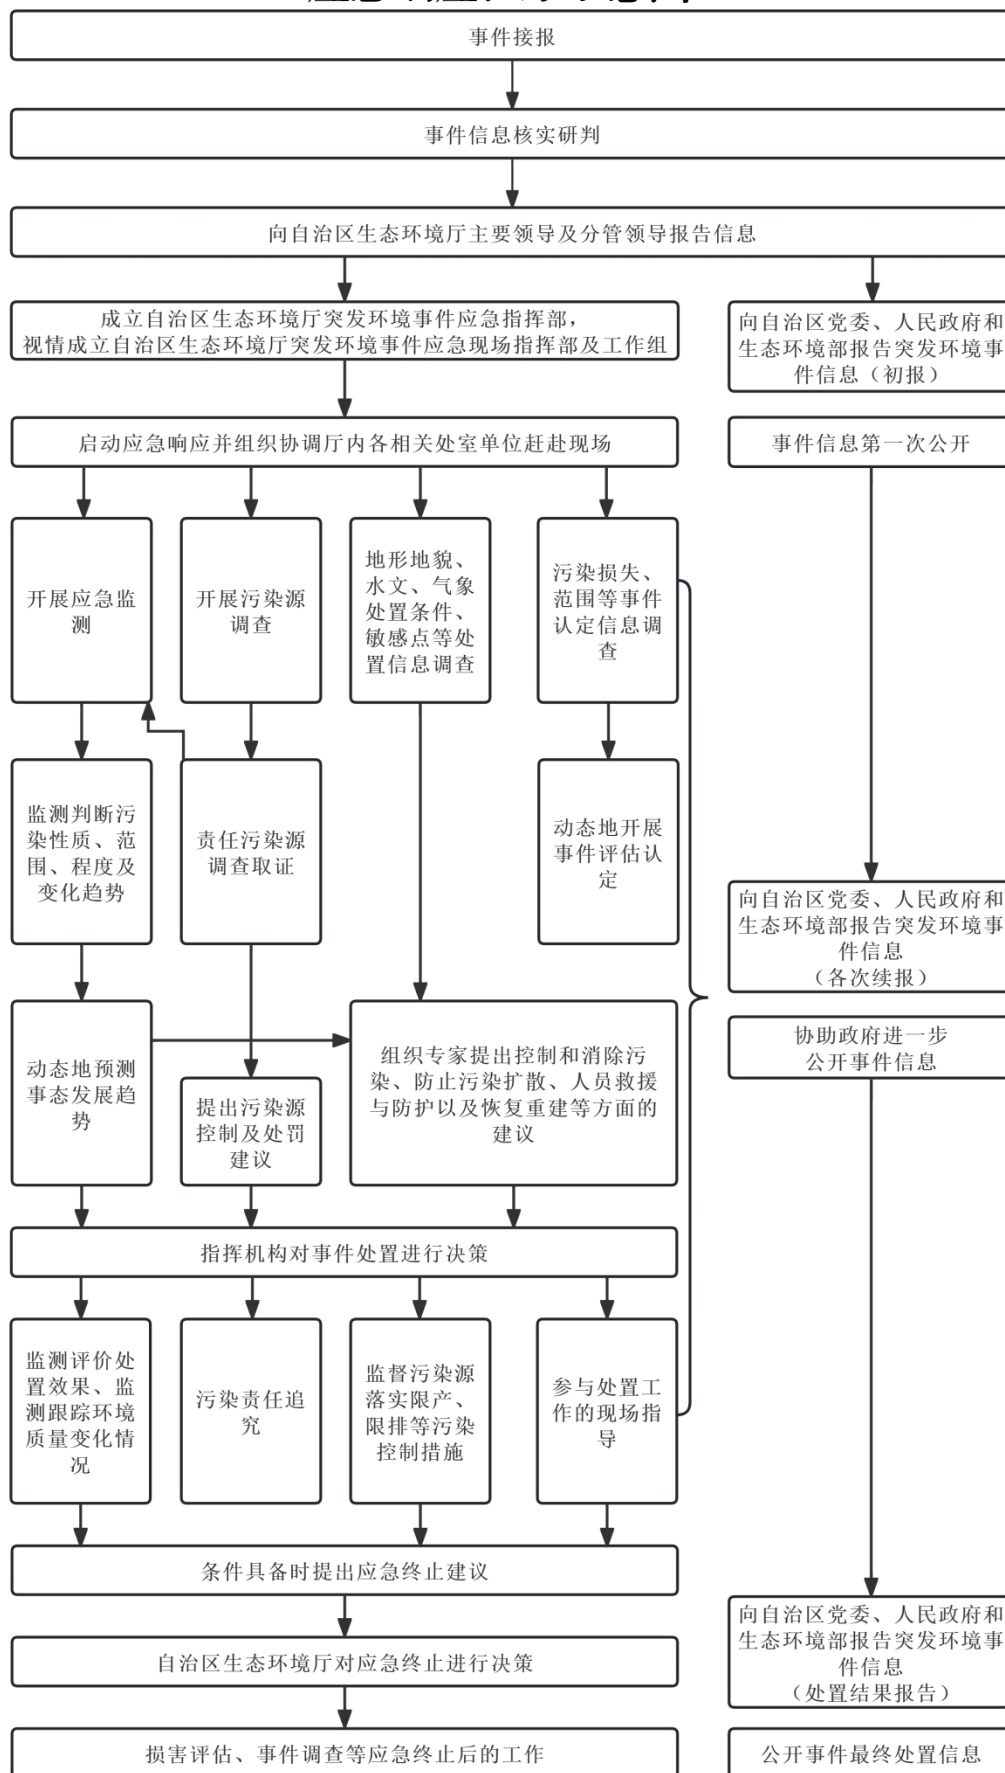 事件接报
事件信息核实研判
向自治区生态环境厅主要领导及分管领导报告信息
成立自治区生态环境厅突发环境事件应急指挥部，
视情成立自治区生态环境厅突发环境事件应急现场指挥部及工作组
向自治区党委、人民政府和
生态环境部报告突发环境事
件信息（初报）
启动应急响应并组织协调厅内各相关处室单位赶赴现场
事件信息第一次公开
开展应急监
测
开展污染源
调查
地形地貌、
水文、气象
处置条件、
敏感点等处
置信息调查
污染损失、
范围等事件
认定信息调
查
监测判断污
染性质、范
围、程度及
变化趋势
责任污染源
调查取证
动态地开展
事件评估认
定
向自治区党委、人民政府和
生态环境部报告突发环境事
件信息
（各次续报）
动态地预测
事态发展趋
势
提出污染源
控制及处罚
建议
组织专家提出控制和消除污
染、防止污染扩散、人员救援
与防护以及恢复重建等方面的
建议
协助政府进一步
公开事件信息
指挥机构对事件处置进行决策
监测评价处
置效果、监
测跟踪环境
质量变化情
况
污染责任追
究
监督污染源
落实限产、
限排等污染
控制措施
参与处置工
作的现场指
导
条件具备时提出应急终止建议
自治区生态环境厅对应急终止进行决策
向自治区党委、人民政府和
生态环境部报告突发环境事
件信息
（处置结果报告）
损害评估、事件调查等应急终止后的工作
公开事件最终处置信息